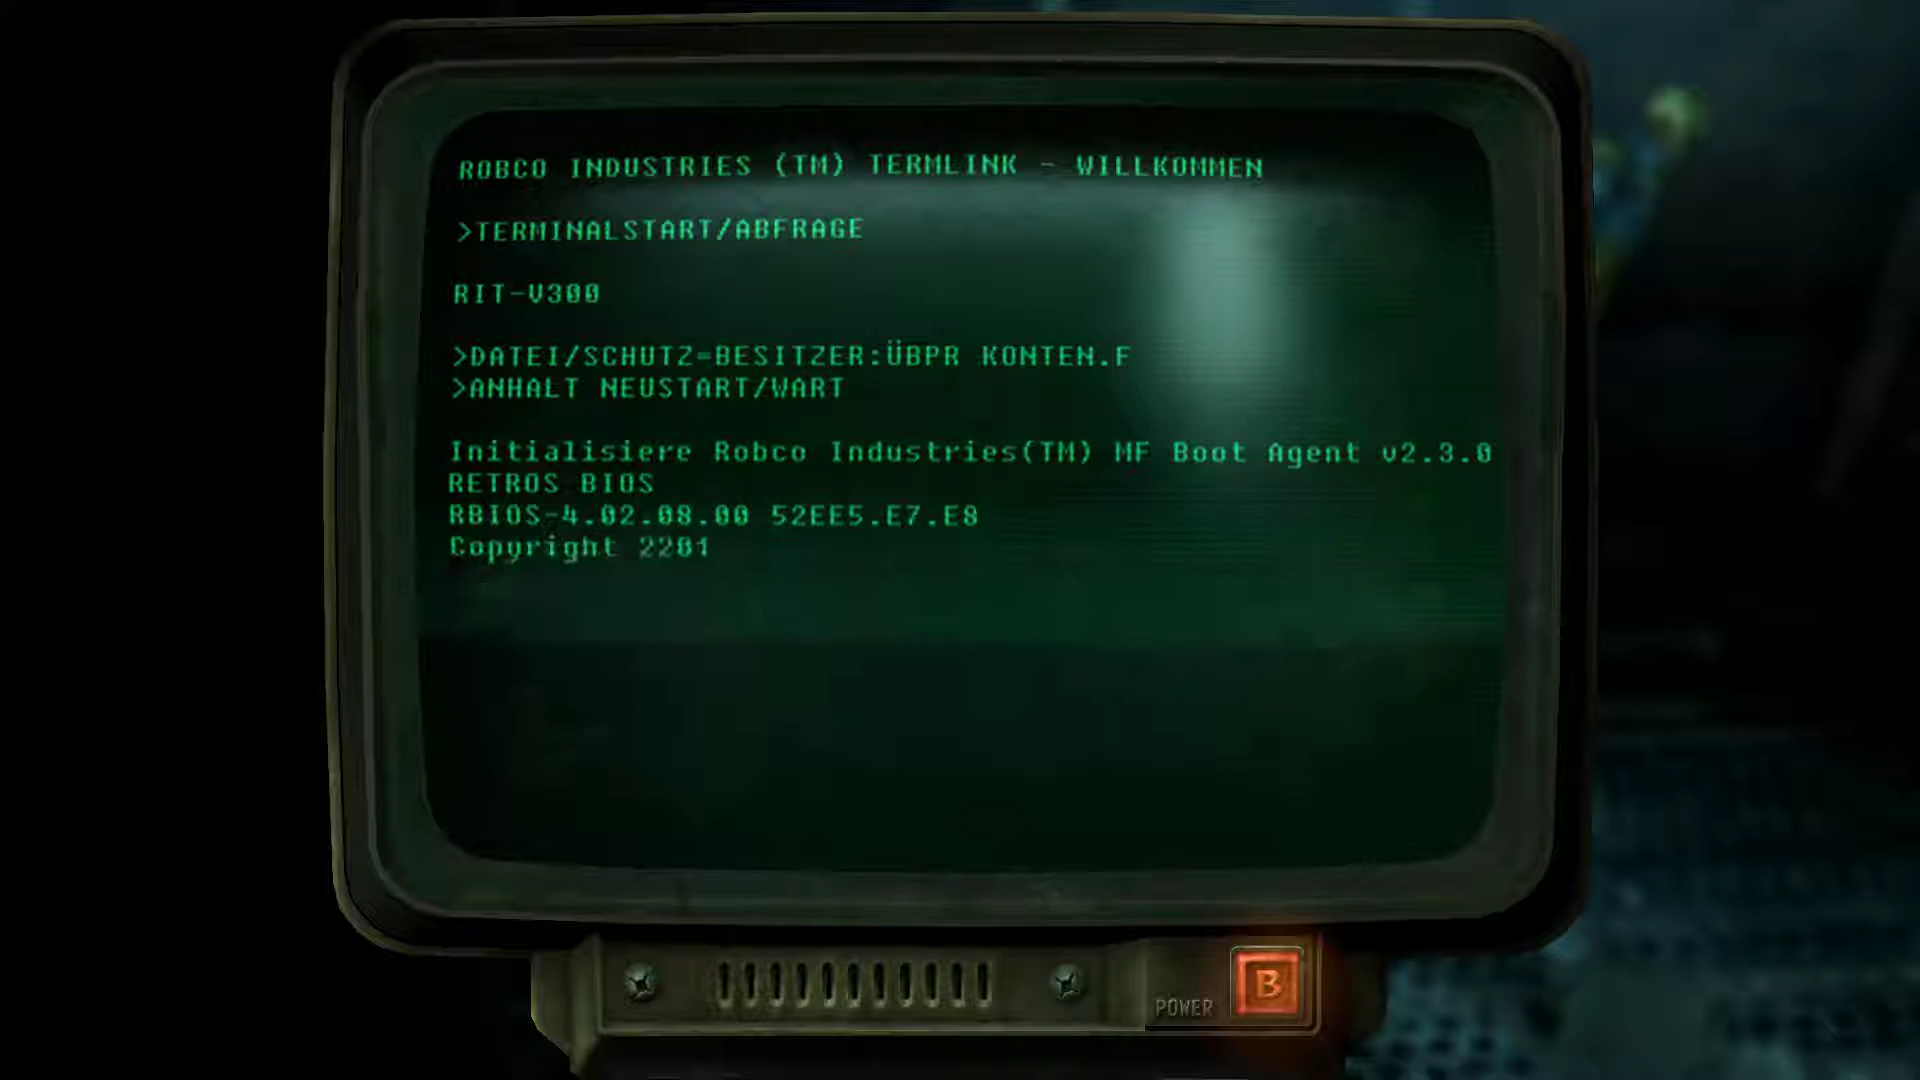 ROBCO INDUSTRIES (TM) TERMLINK - WILLKOMMEN
>TERMINALSTART/ABFRAGE
RIT-V300
>DATEI/SCHUTZ=BESITZER:ÜBPR KONTEN.F
>ANHALT NEUSTART/WART
Initialisiere Robco Industries(TM) MF Boot Agent v2.3.0
RETROS BIOS
RBIOS-4.02.08.00 52EE5.E7.E8
Copyright 2201
POWER
B